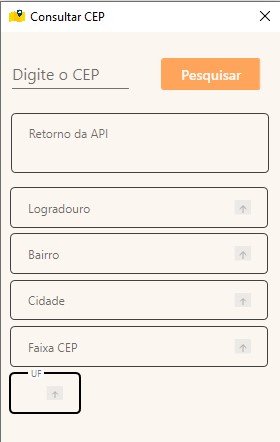 Consultar CEP
Digite o CEP
Pesquisar
Retorno da API
Logradouro
Bairro
Cidade
Faixa CEP
UF